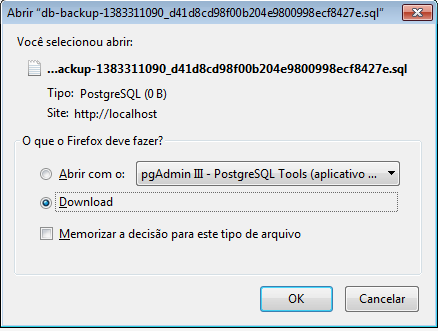 Abrir "db-backup-1383311090_d41d8cd98f00b204e9800998ecf8427e.sql"
Você selecionou abrir:
...ackup-1383311090_d41d8cd98f00b204e9800998ecf8427e.sql
Tipo: PostgreSQL (0 B)
Site: http://localhost
O que o Firefox deve fazer?
Abrir com o: pgAdmin III - PostgreSQL Tools (aplicativo ...
Download
Memorizar a decisão para este tipo de arquivo
OK Cancelar